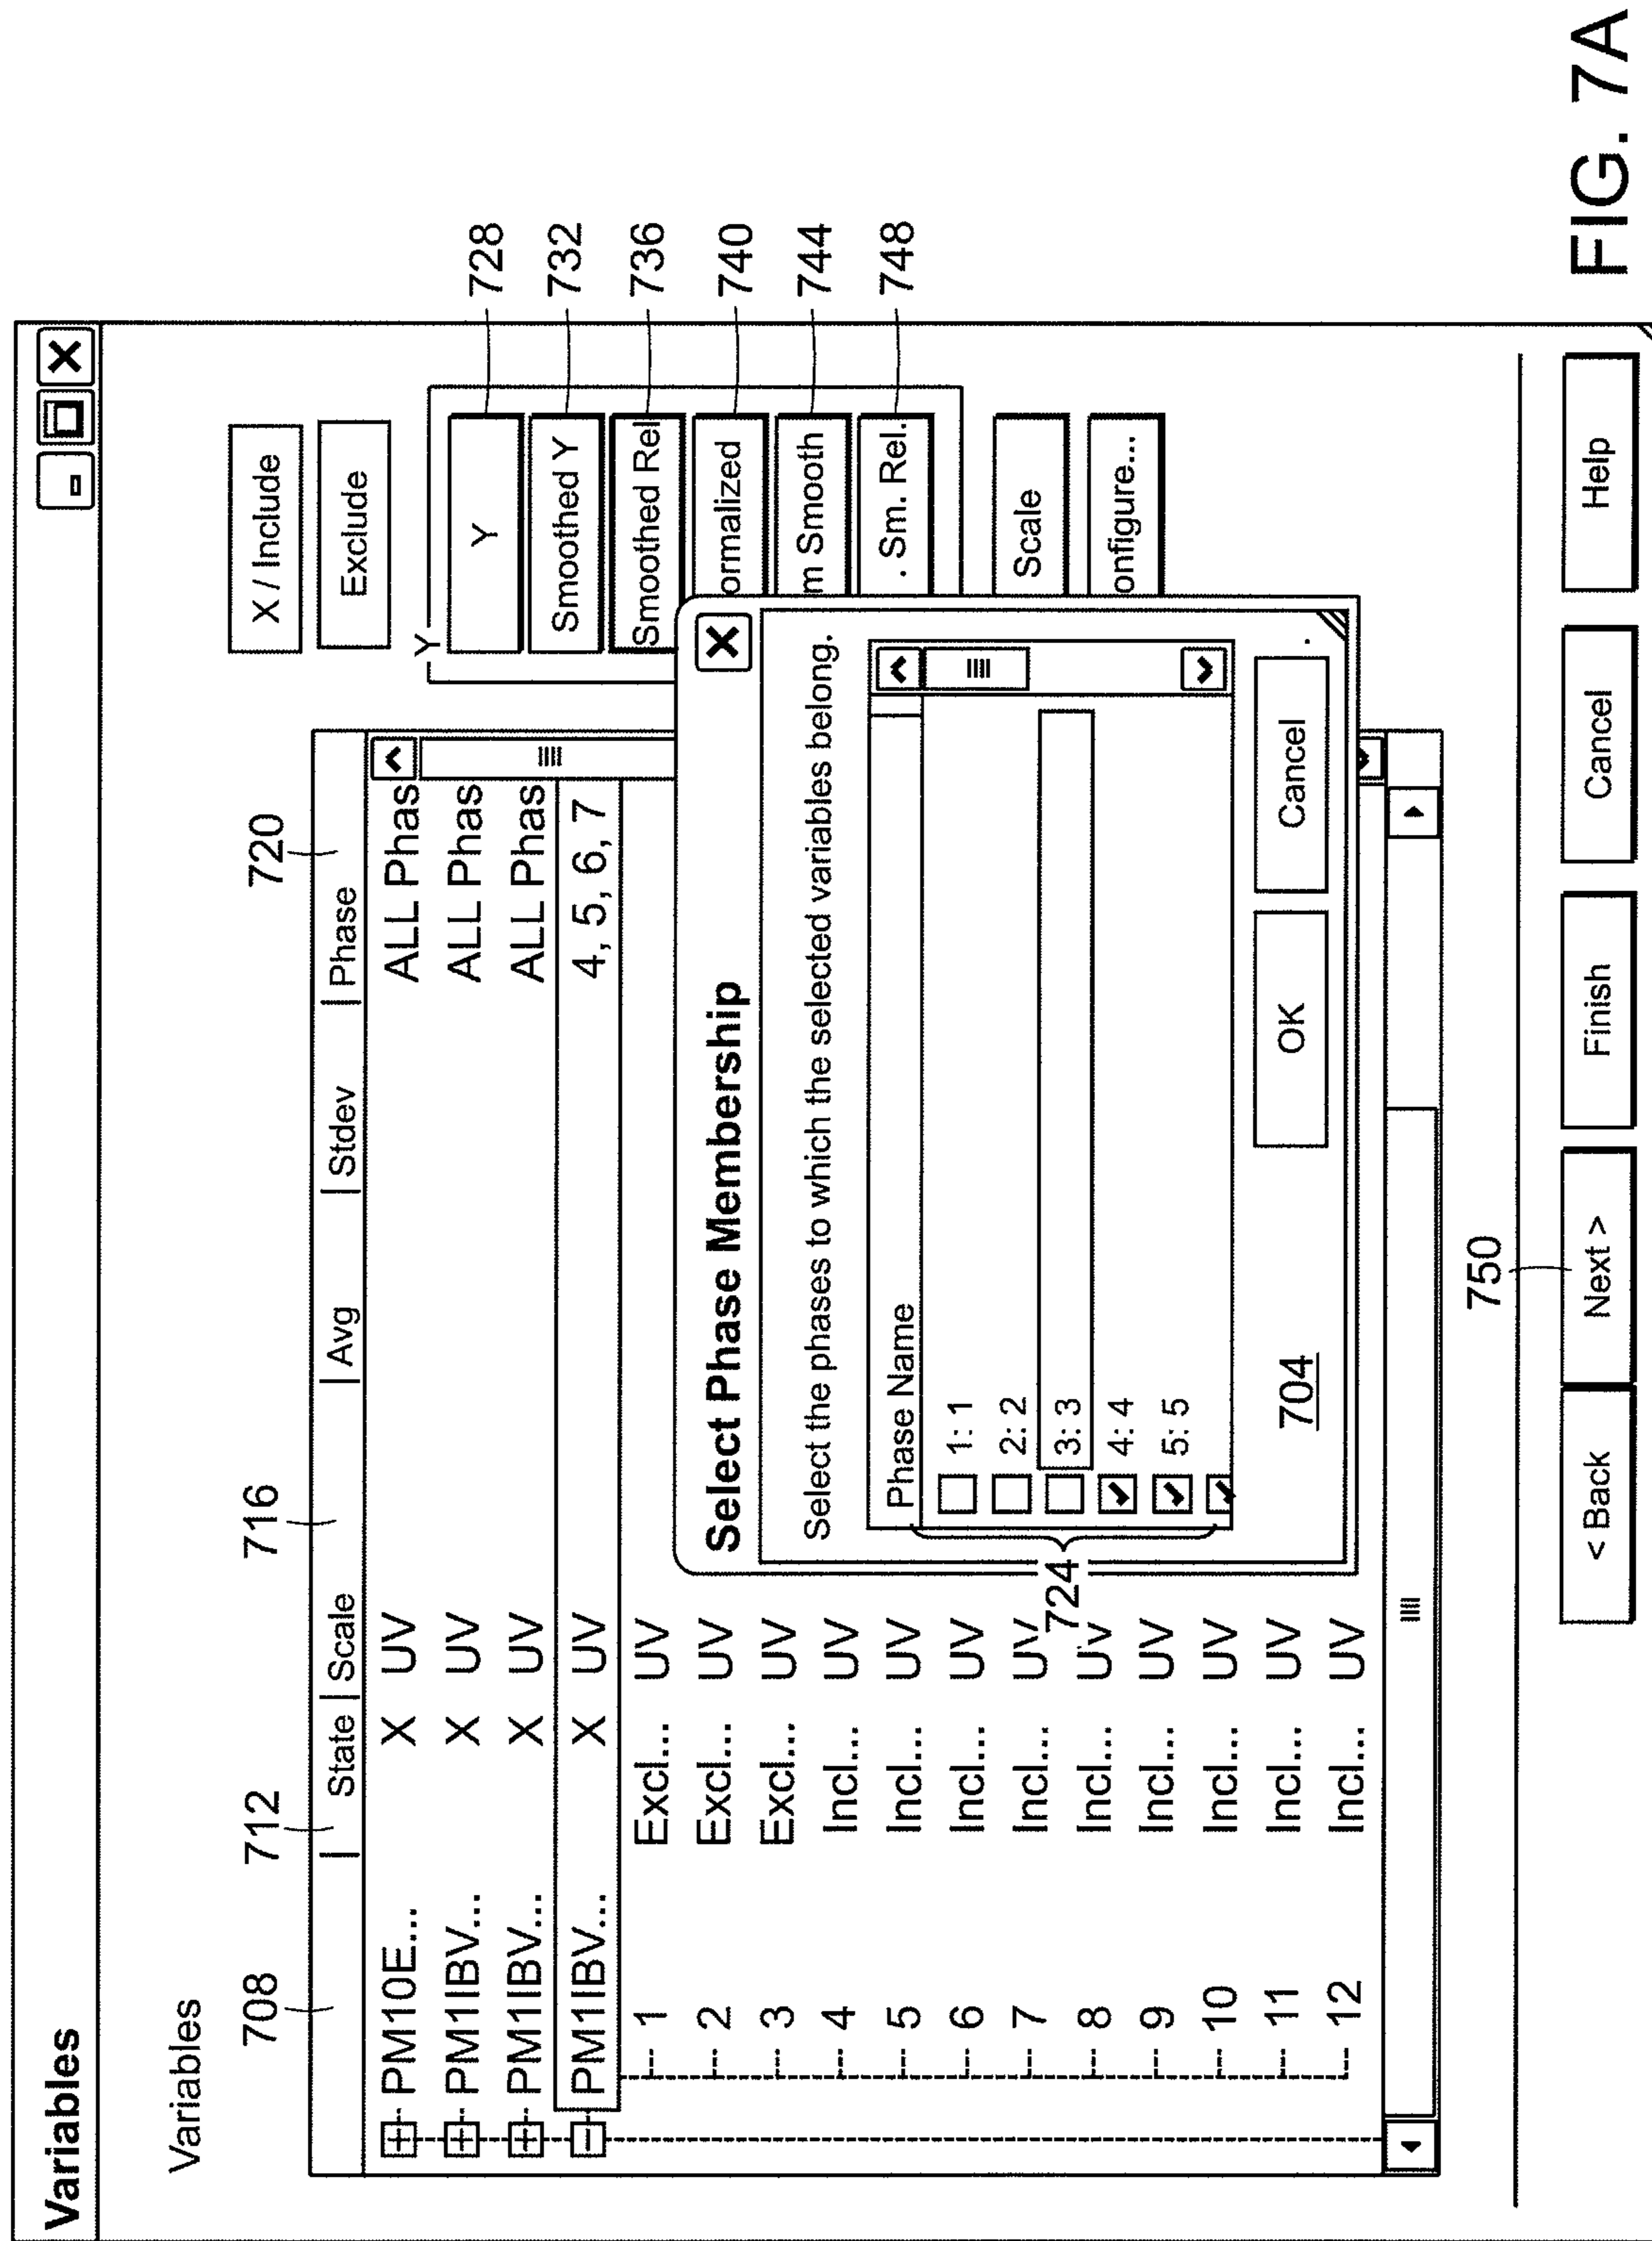 Variables
Variables
708
712
716
720
State | Scale | Avg | Stdev | Phase
PM10E... X UV ALL Phas
PM1IBV... X UV ALL Phas
PM1IBV... X UV ALL Phas
PM1IBV... X UV 4, 5, 6, 7
1 Excl... UV
2 Excl... UV
3 Excl... UV
4 Incl... UV
5 Incl... UV
6 Incl... UV
7 Incl... UV
8 Incl... UV
9 Incl... UV
10 Incl... UV
11 Incl... UV
12 Incl... UV
X / Include
Exclude
Y
Y
728
Smoothed Y
732
Smoothed Rel
736
ormalized
740
m Smooth
744
. Sm. Rel.
748
Scale
onfigure...
Select Phase Membership
Select the phases to which the selected variables belong.
Phase Name
1: 1
2: 2
3: 3
4: 4
5: 5
724
704
OK
Cancel
750
< Back
Next >
Finish
Cancel
Help
FIG. 7A